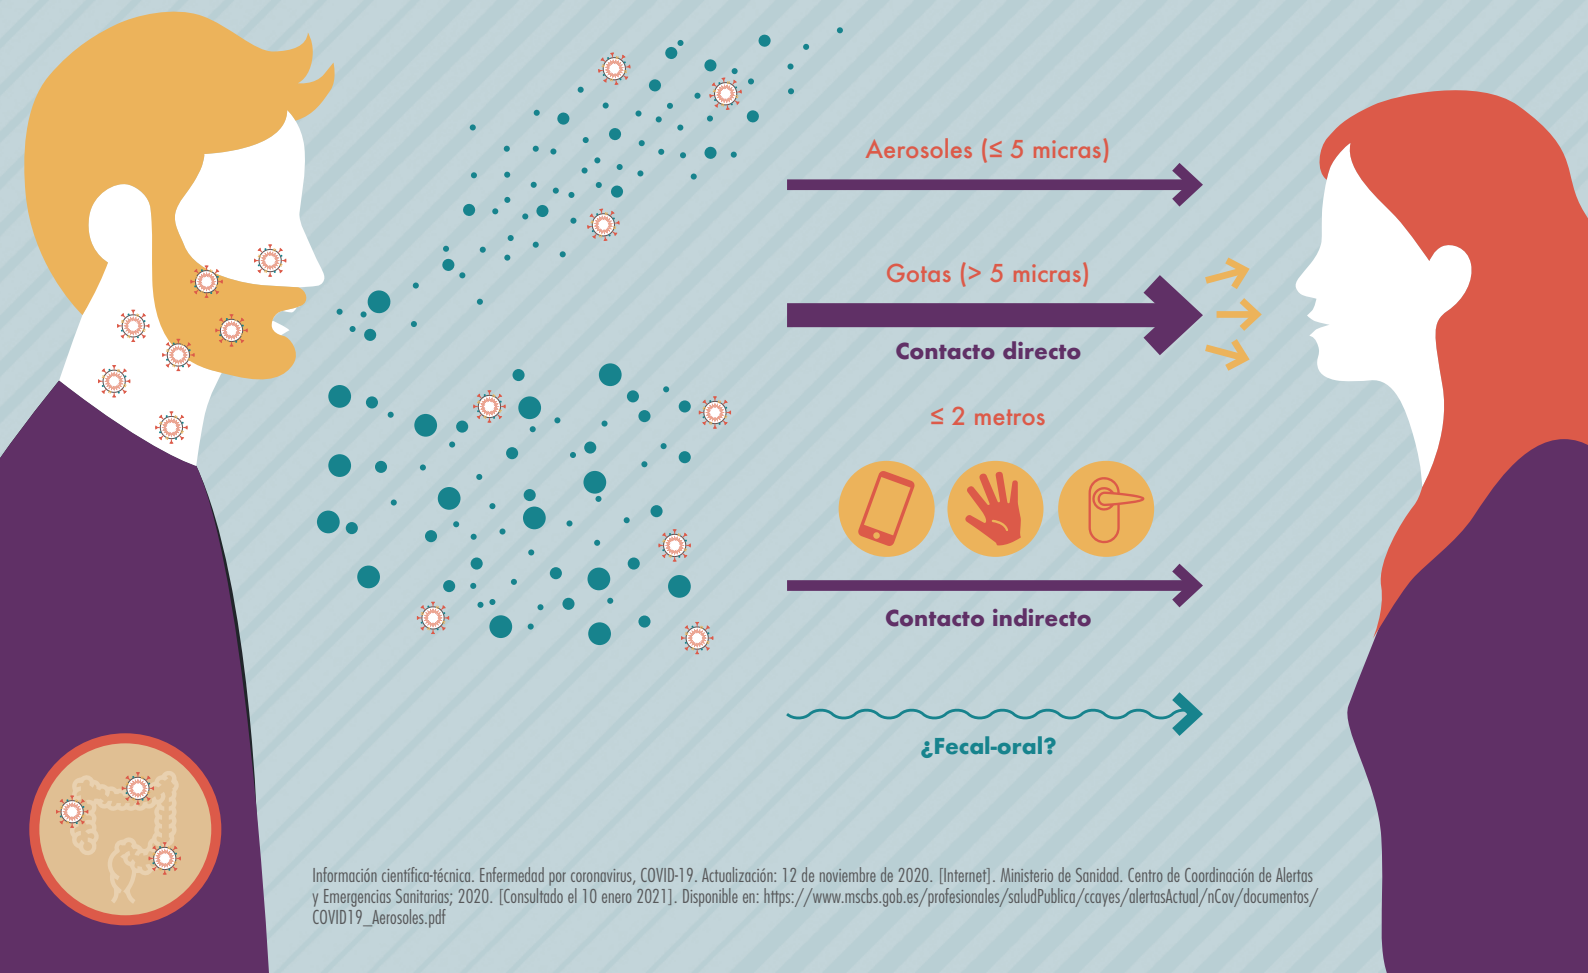 Aerosoles (≤ 5 micras)
Gotas (> 5 micras)
Contacto directo
≤ 2 metros
Contacto indirecto
¿Fecal-oral?
Información científica-técnica. Enfermedad por coronavirus, COVID-19. Actualización: 12 de noviembre de 2020. [Internet]. Ministerio de Sanidad. Centro de Coordinación de Alertas
y Emergencias Sanitarias; 2020. [Consultado el 10 enero 2021]. Disponible en: https://www.mscbs.gob.es/profesionales/saludPublica/ccayes/alertasActual/nCov/documentos/
COVID19_Aerosoles.pdf